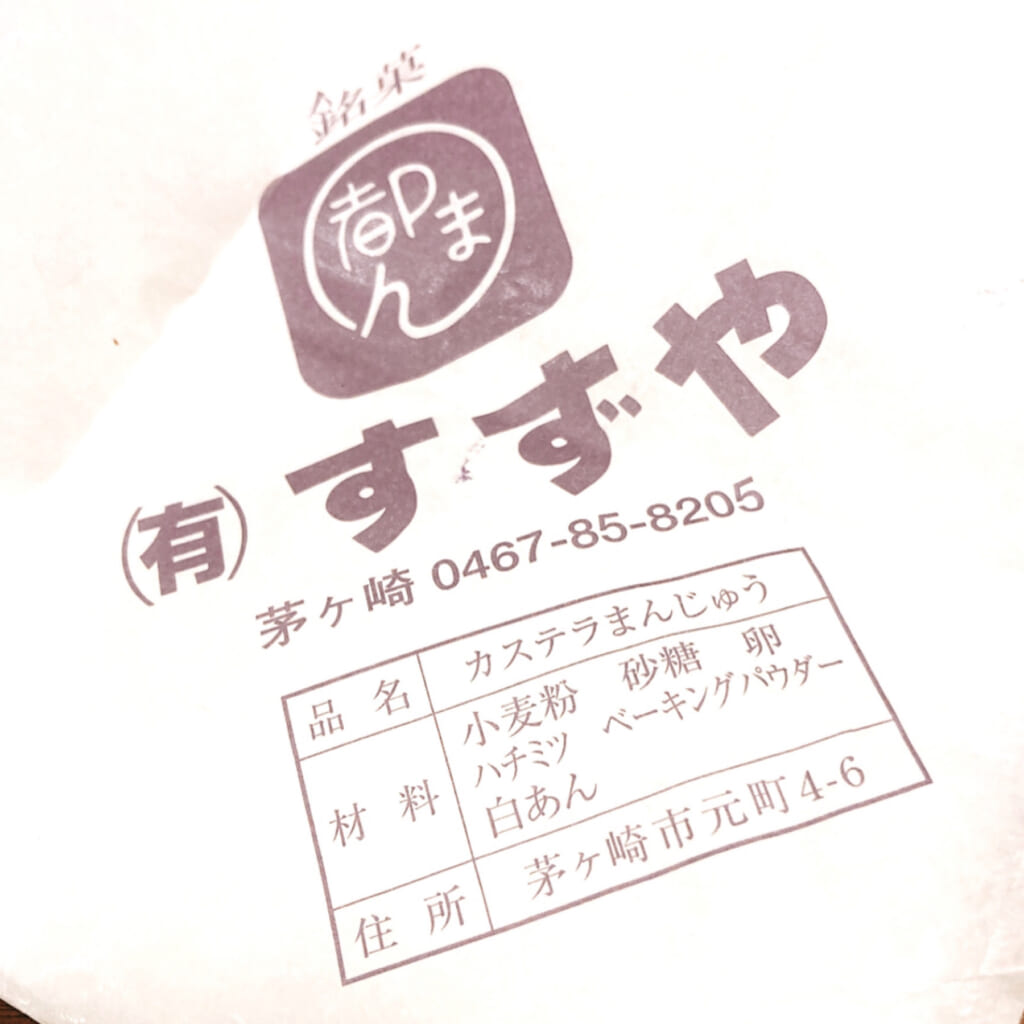 銘菓
都まん
(有)すずや
茅ヶ崎 0467-85-8205
品名 カステラまんじゅう
材料 小麦粉 砂糖 卵
ハチミツ ベーキングパウダー
白あん
住所 茅ヶ崎市元町4-6